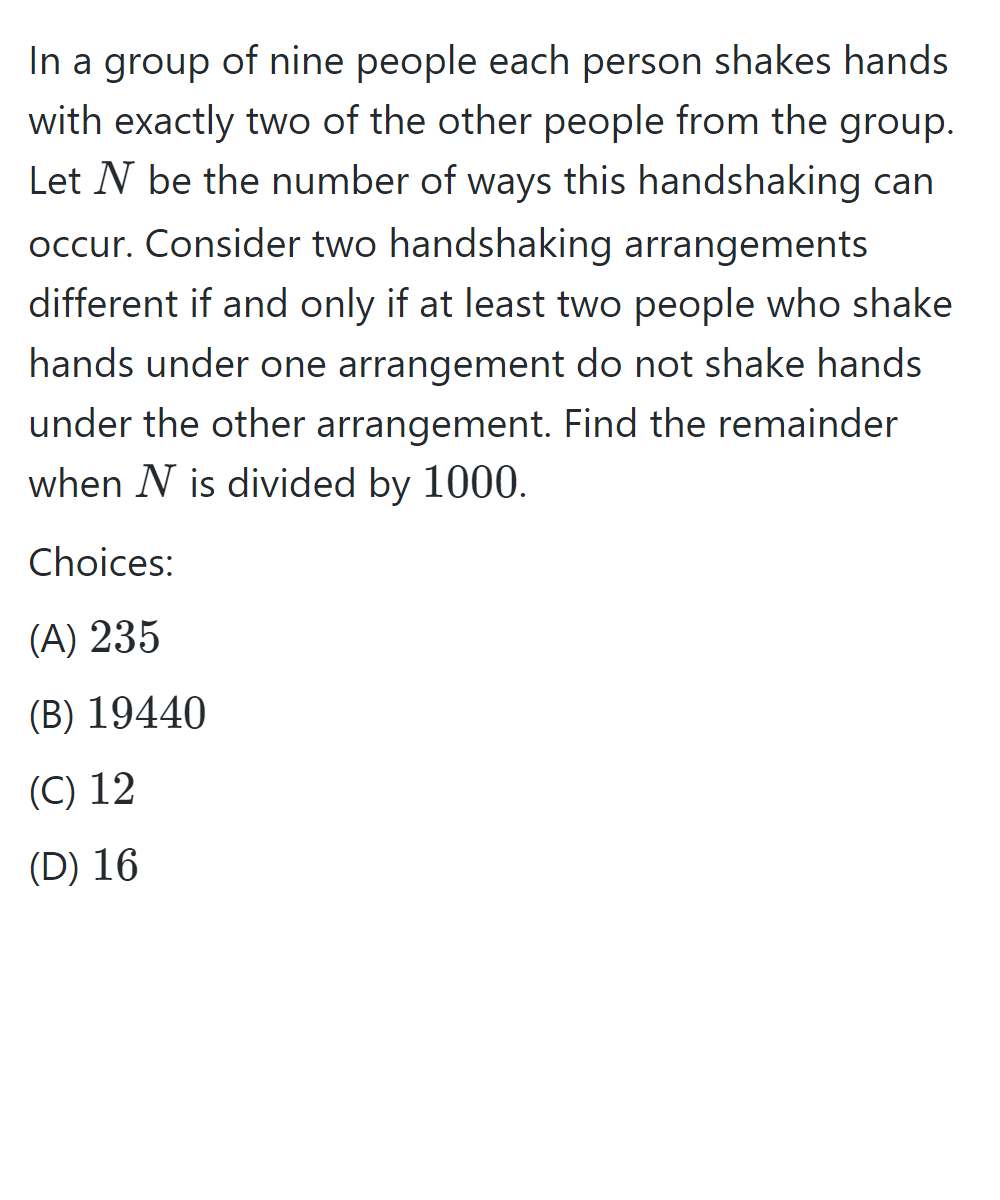 In a group of nine people each person shakes hands
with exactly two of the other people from the group.
Let N be the number of ways this handshaking can
occur. Consider two handshaking arrangements
different if and only if at least two people who shake
hands under one arrangement do not shake hands
under the other arrangement. Find the remainder
when N is divided by 1000.
Choices:
(A) 235
(B) 19440
(C) 12
(D) 16